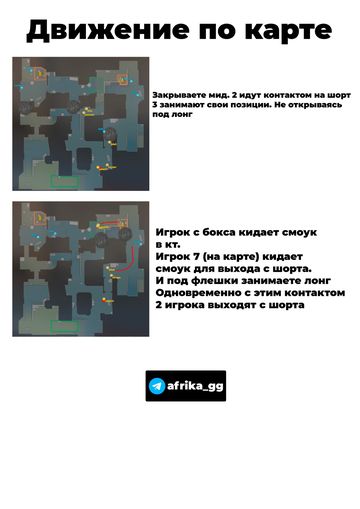 Движение по карте
Закрываете мид. 2 идут контактом на шорт
3 занимают свои позиции. Не открываясь
под лонг
Игрок с бокса кидает смоук
в кт.
Игрок 7 (на карте) кидает
смоук для выхода с шорта.
И под флешки занимаете лонг
Одновременно с этим контактом
2 игрока выходят с шорта
afrika_gg